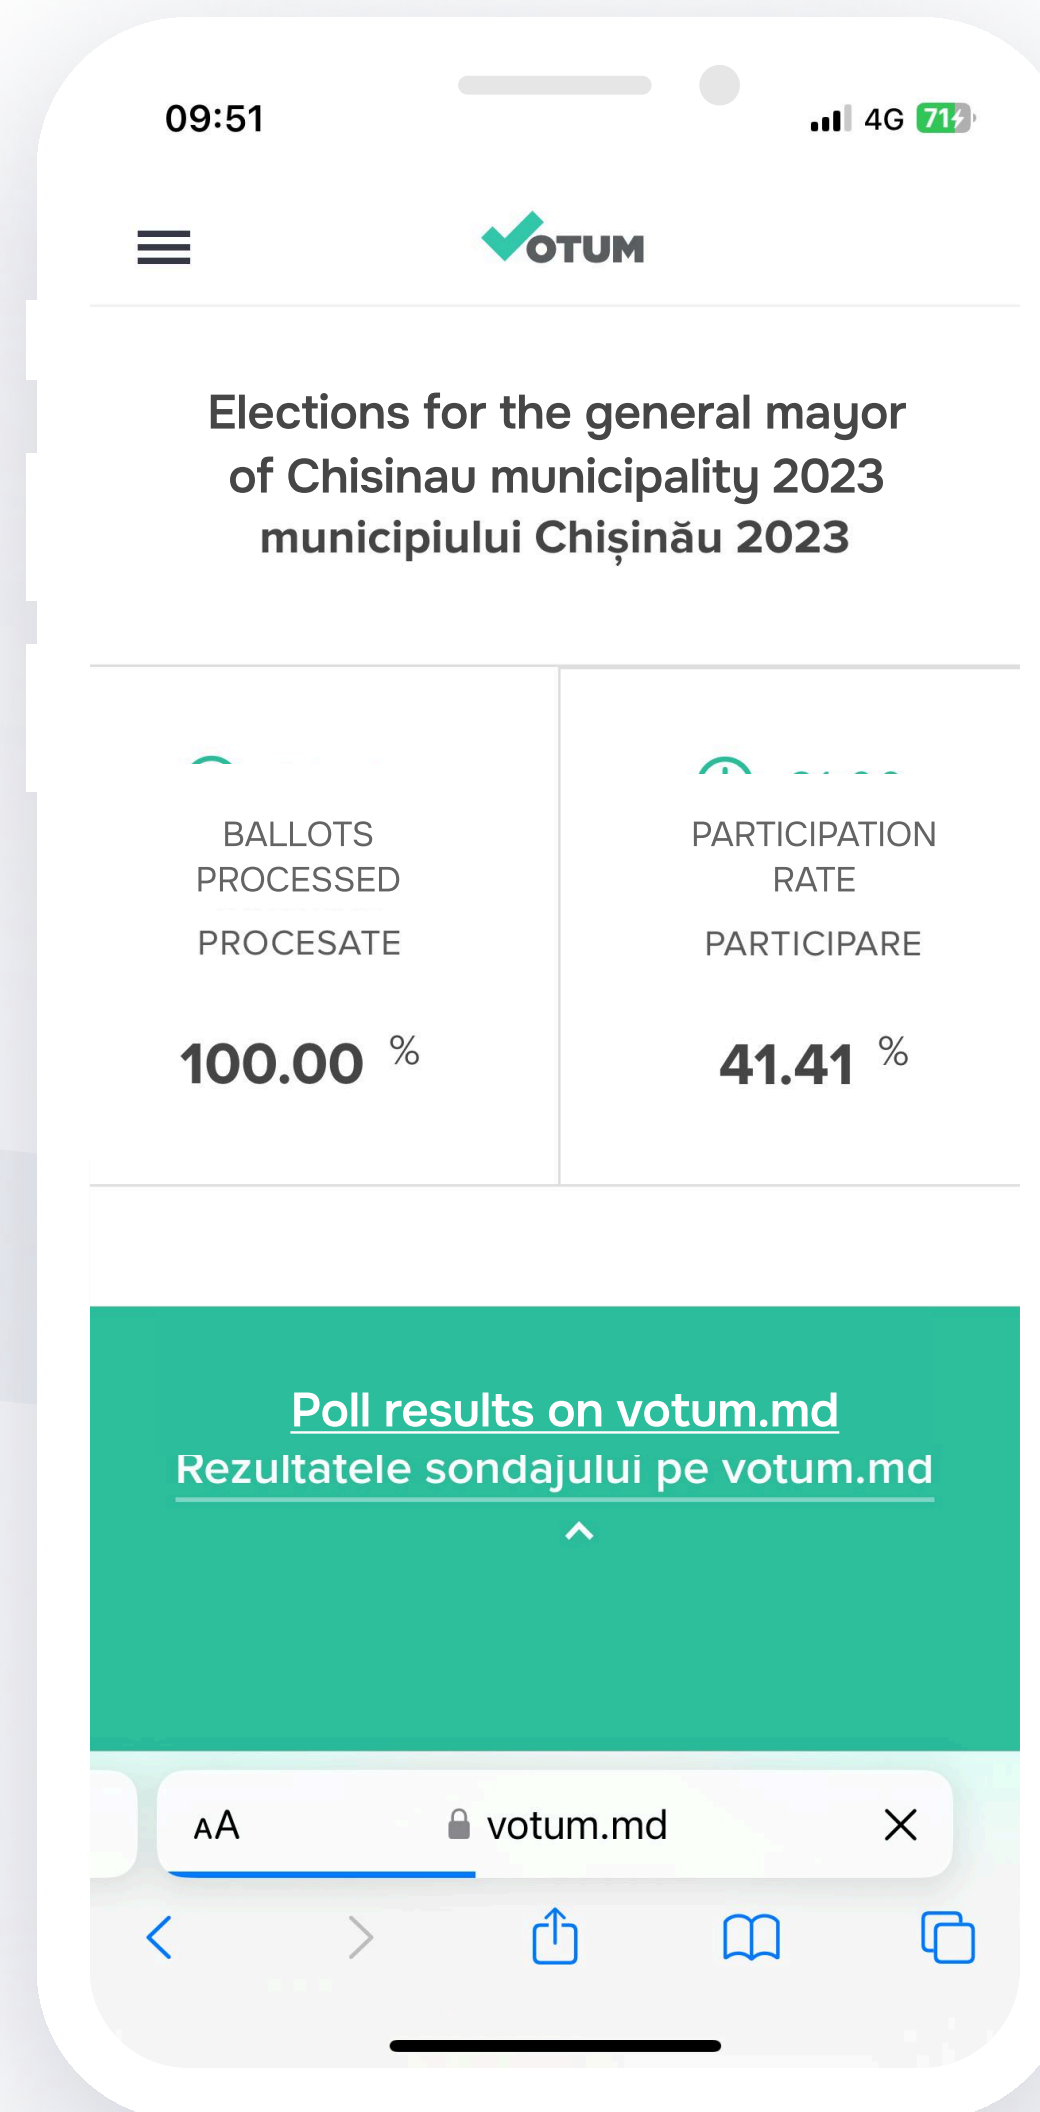 09:51 4G 71
VOTUM
Elections for the general mayor
of Chisinau municipality 2023
municipiului Chișinău 2023
BALLOTS
PROCESSED
PROCESATE
100.00 %
PARTICIPATION
RATE
PARTICIPARE
41.41 %
Poll results on votum.md
Rezultatele sondajului pe votum.md
AA votum.md